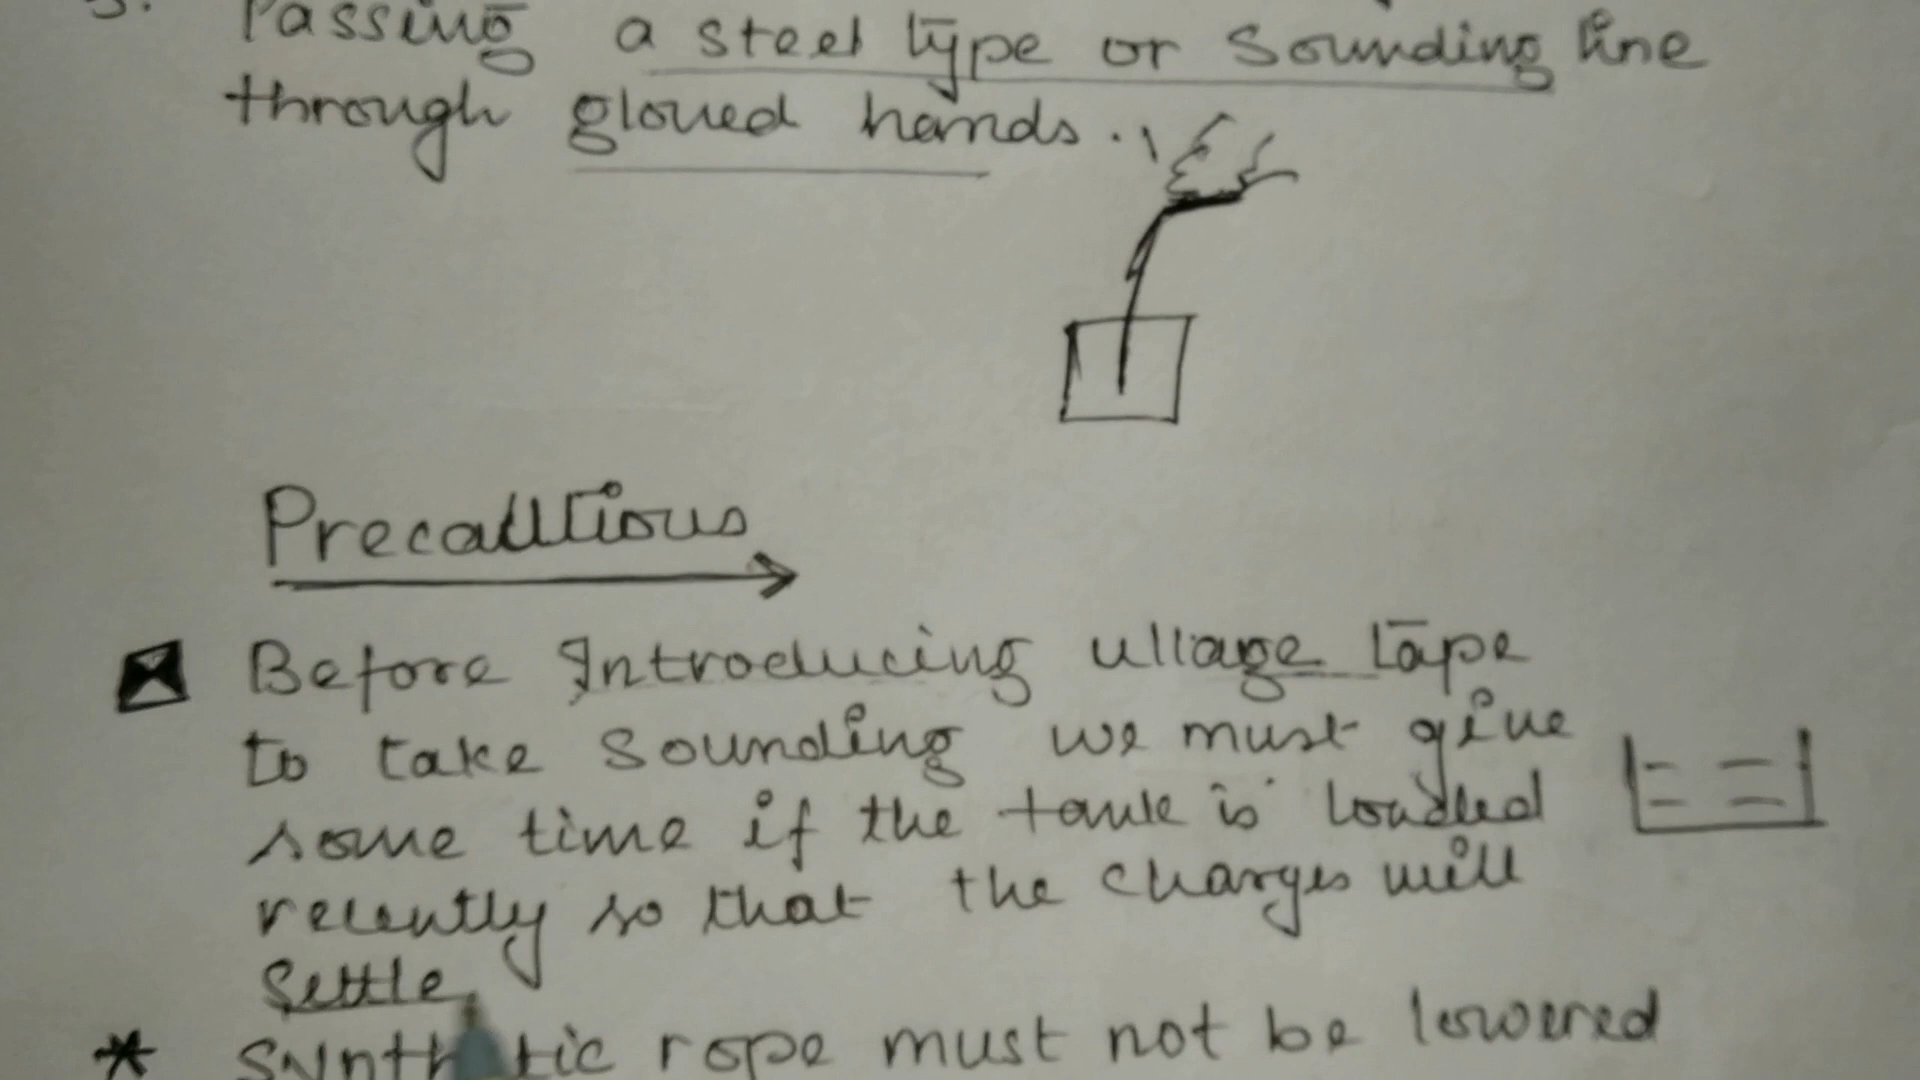 Passing a steel type or sounding line
through gloved hands.
Precautions
Before Introducing ullage tape
to take sounding we must give
some time if the tank is loaded
recently so that the charges will
settle
* Synthetic rope must not be lowered